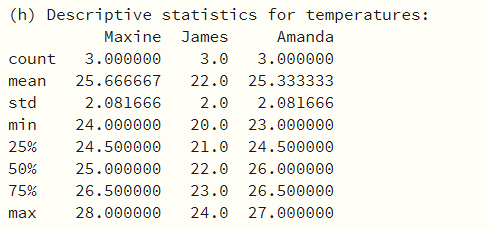 (h) Descriptive statistics for temperatures:
          Maxine  James     Amanda
count   3.000000    3.0   3.000000
mean   25.666667   22.0  25.333333
std     2.081666    2.0   2.081666
min    24.000000   20.0  23.000000
25%    24.500000   21.0  24.500000
50%    25.000000   22.0  26.000000
75%    26.500000   23.0  26.500000
max    28.000000   24.0  27.000000